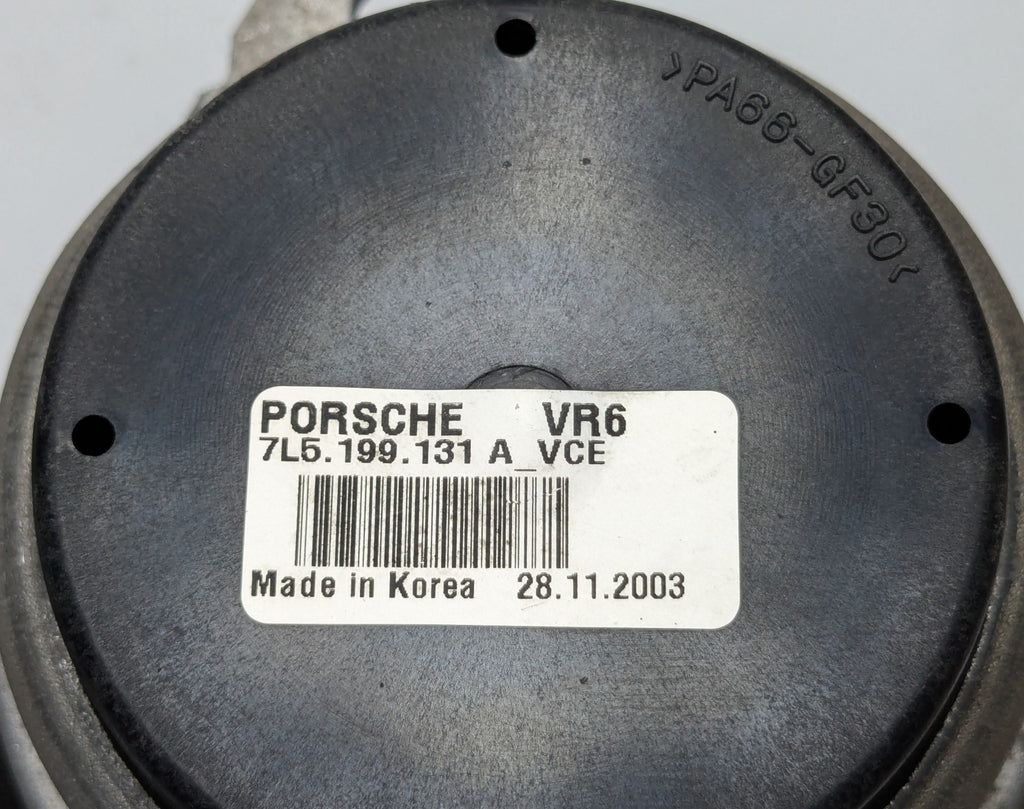 >PA66-GF30<
PORSCHE VR6
7L5.199.131 A_VCE
Made in Korea 28.11.2003